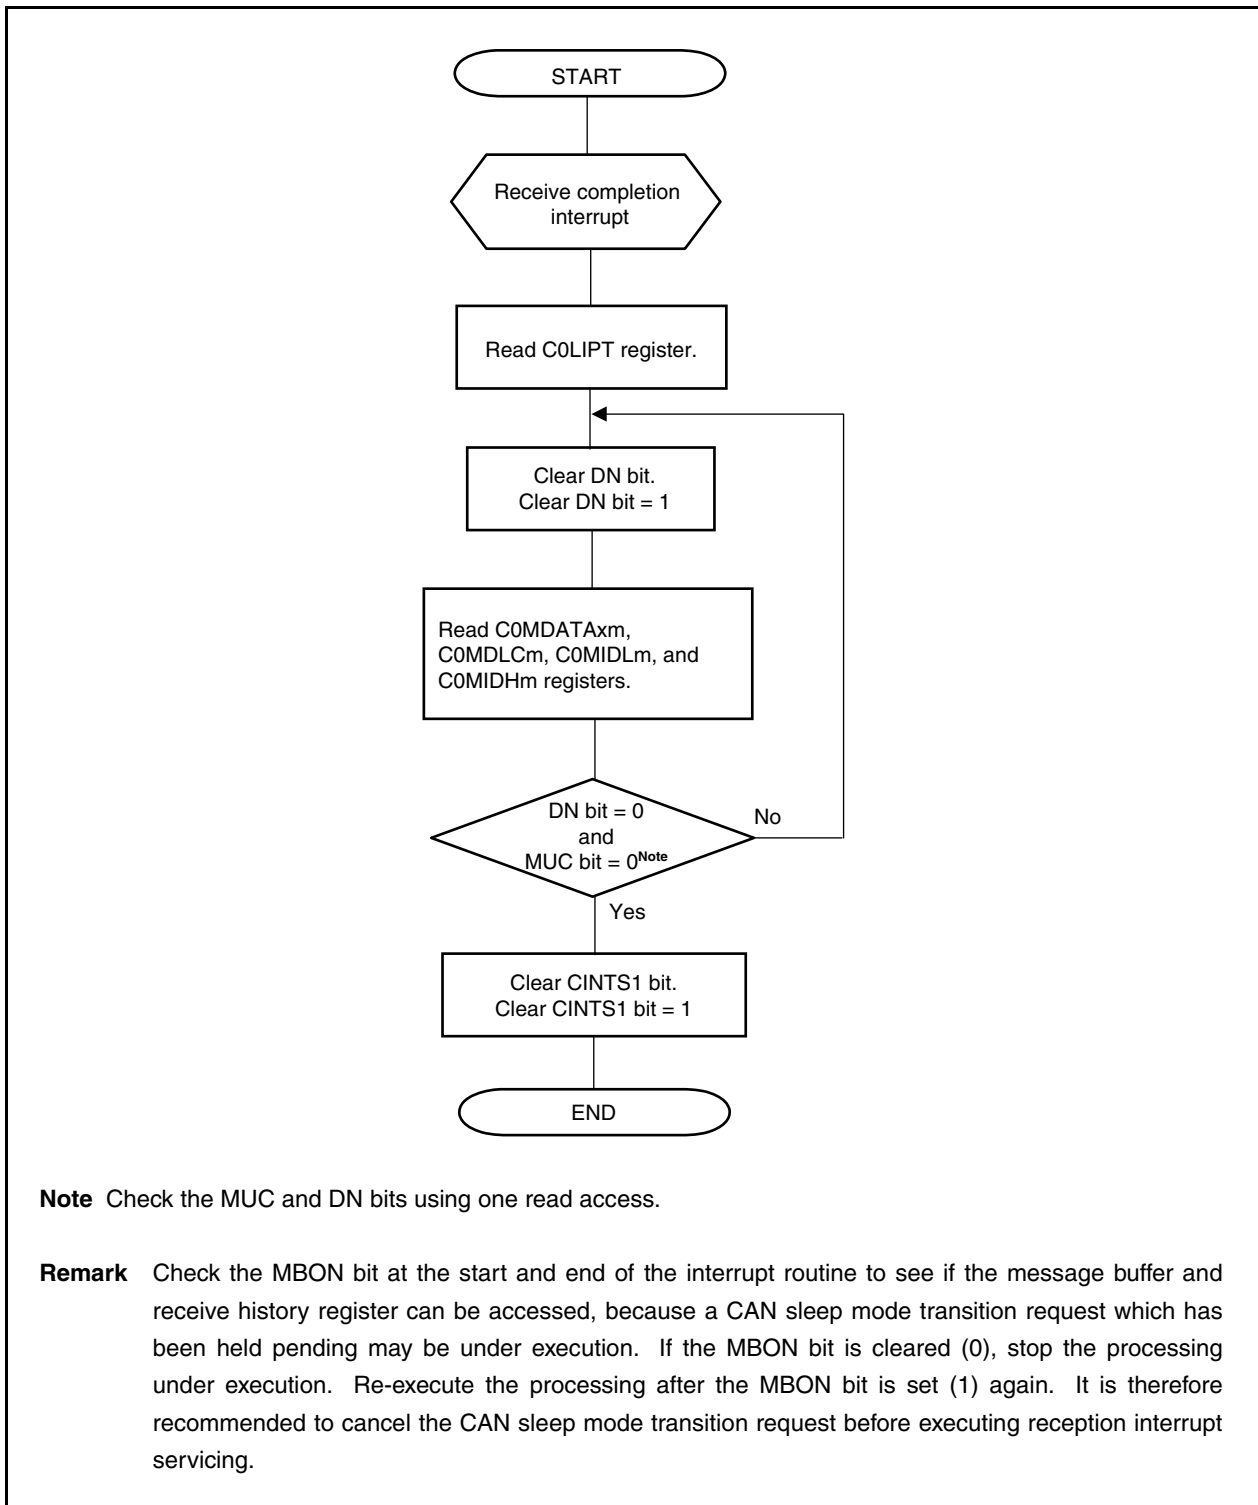 START
Receive completion
interrupt
Read C0LIPT register.
Clear DN bit.
Clear DN bit = 1
Read C0MDATAxm,
C0MDLCm, C0MIDLm, and
C0MIDHm registers.
DN bit = 0
and
MUC bit = 0Note
No
Yes
Clear CINTS1 bit.
Clear CINTS1 bit = 1
END
Note Check the MUC and DN bits using one read access.
Remark Check the MBON bit at the start and end of the interrupt routine to see if the message buffer and
receive history register can be accessed, because a CAN sleep mode transition request which has
been held pending may be under execution. If the MBON bit is cleared (0), stop the processing
under execution. Re-execute the processing after the MBON bit is set (1) again. It is therefore
recommended to cancel the CAN sleep mode transition request before executing reception interrupt
servicing.